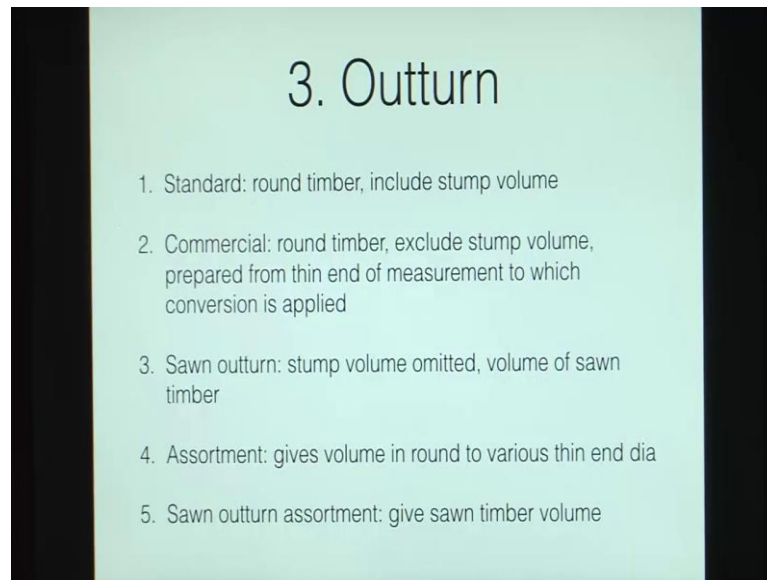 3. Outturn
1. Standard: round timber, include stump volume
2. Commercial: round timber, exclude stump volume,
prepared from thin end of measurement to which
conversion is applied
3. Sawn outturn: stump volume omitted, volume of sawn
timber
4. Assortment: gives volume in round to various thin end dia
5. Sawn outturn assortment: give sawn timber volume